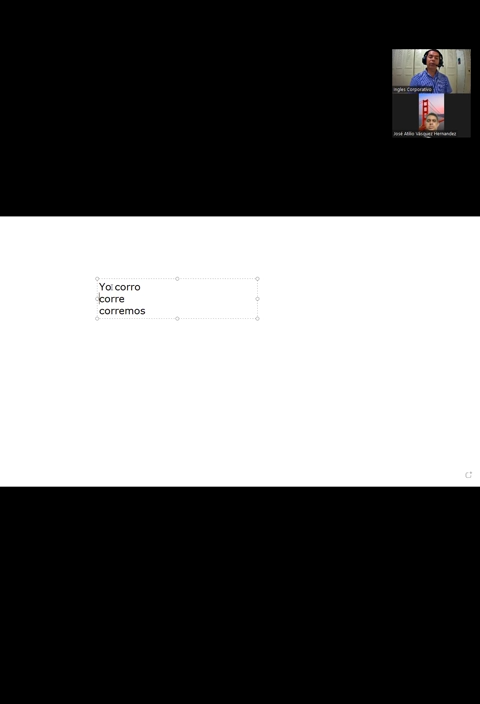 Ingles Corporativo
José Atilio Vásquez Hernandez
Yo corro
corre
corremos